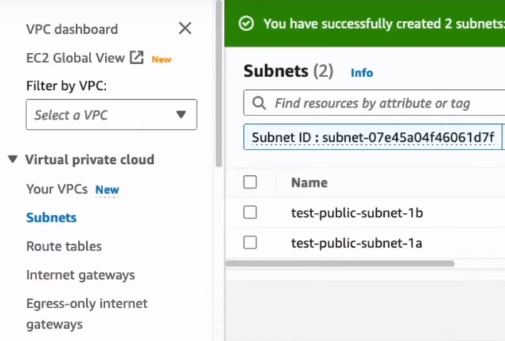 VPC dashboard
EC2 Global View New
Filter by VPC:
Select a VPC
Virtual private cloud
Your VPCs New
Subnets
Route tables
Internet gateways
Egress-only internet
gateways
You have successfully created 2 subnets:
Subnets (2) Info
Find resources by attribute or tag
Subnet ID : subnet-07e45a04f46061d7f
Name
test-public-subnet-1b
test-public-subnet-1a